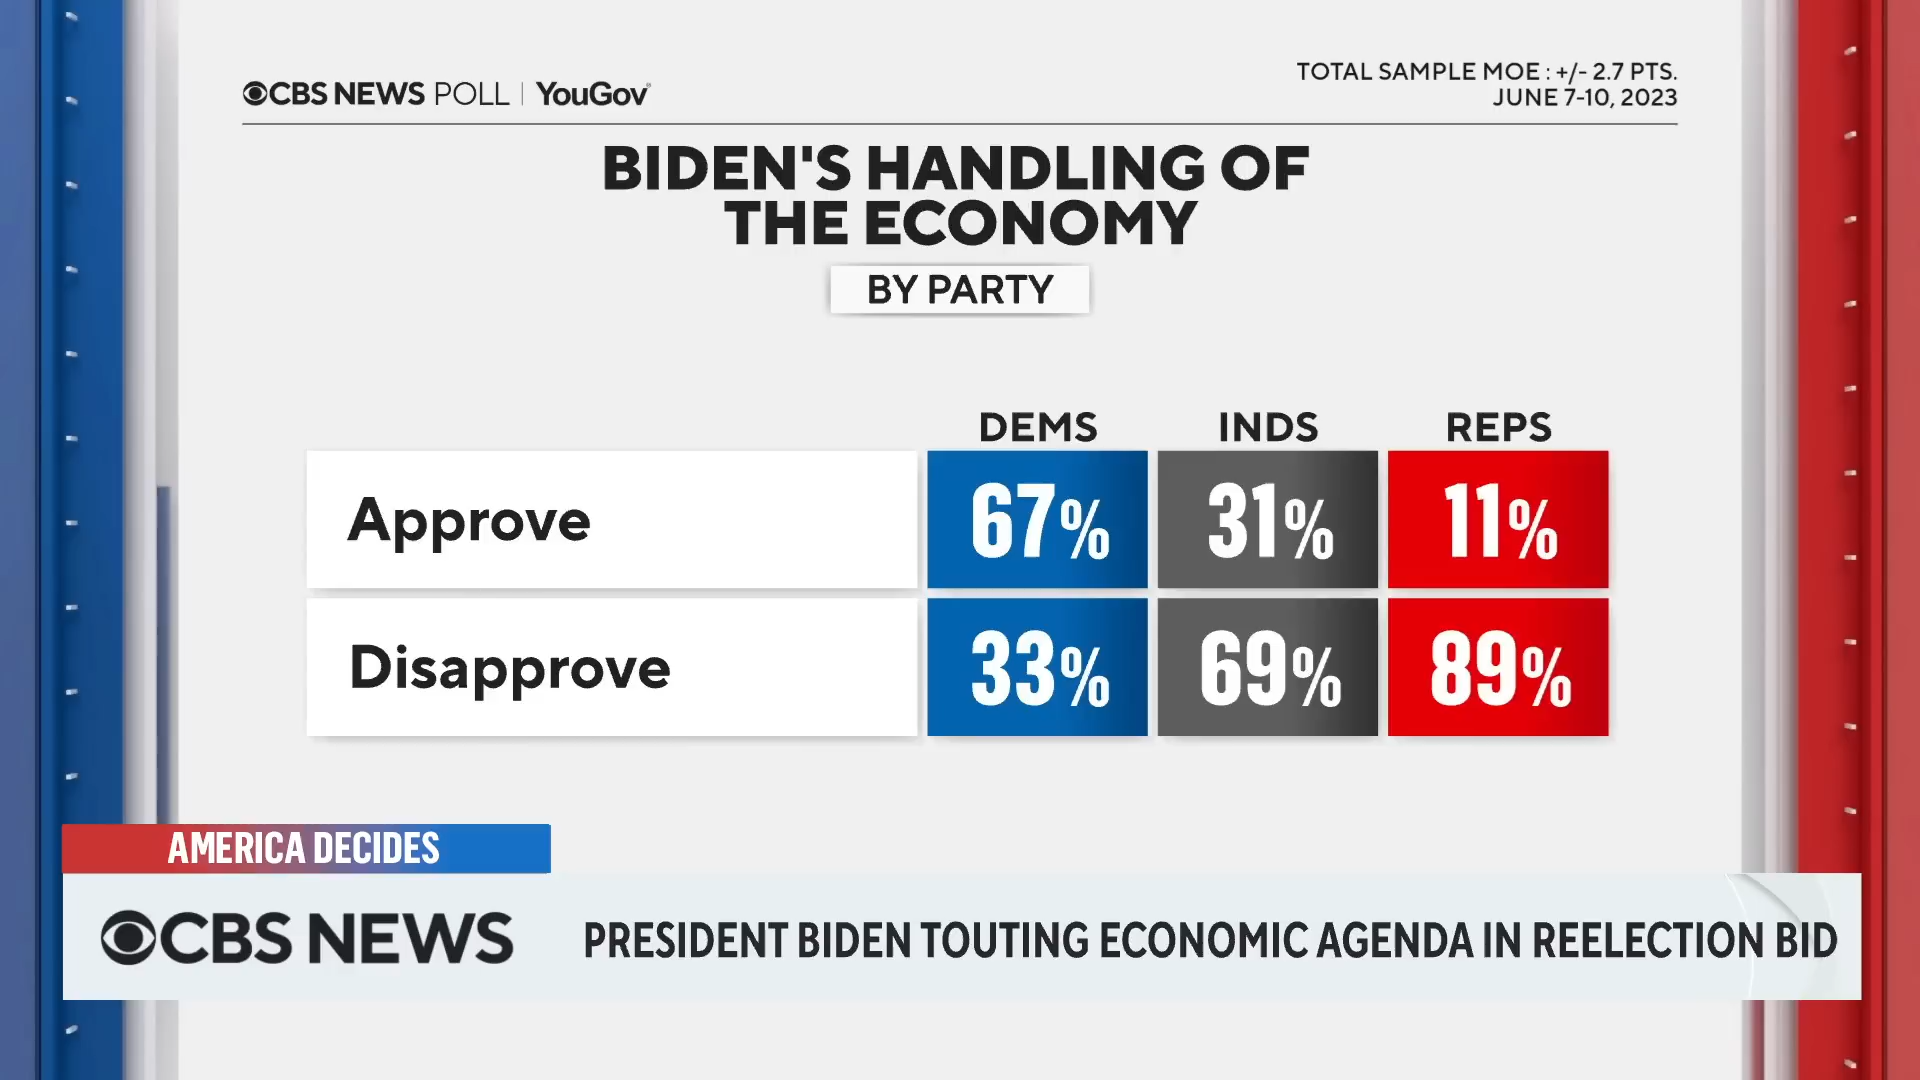 CBS NEWS POLL | YouGov
TOTAL SAMPLE MOE : +/- 2.7 PTS.
JUNE 7-10, 2023
BIDEN'S HANDLING OF
THE ECONOMY
BY PARTY
DEMS INDS REPS
Approve 67% 31% 11%
Disapprove 33% 69% 89%
AMERICA DECIDES
CBS NEWS PRESIDENT BIDEN TOUTING ECONOMIC AGENDA IN REELECTION BID